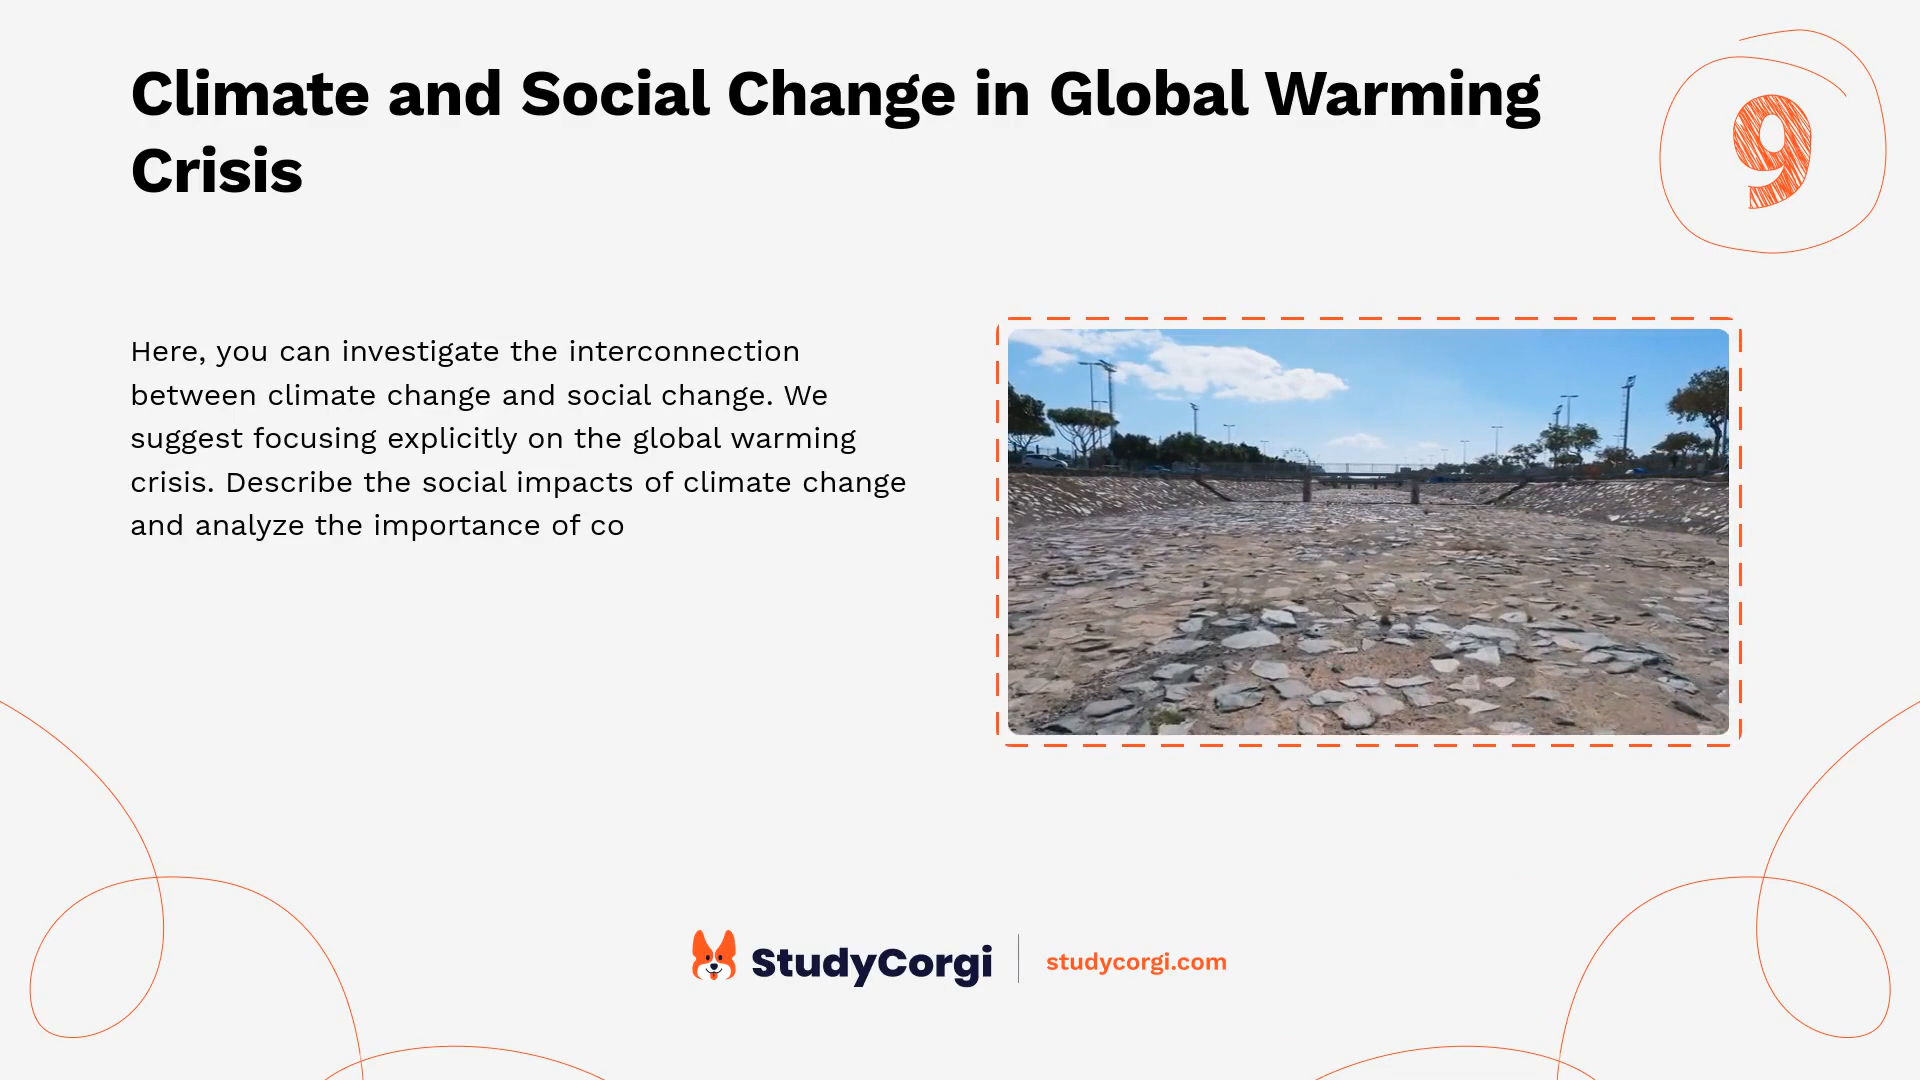 Climate and Social Change in Global Warming
Crisis
9
Here, you can investigate the interconnection
between climate change and social change. We
suggest focusing explicitly on the global warming
crisis. Describe the social impacts of climate change
and analyze the importance of co
StudyCorgi
studycorgi.com